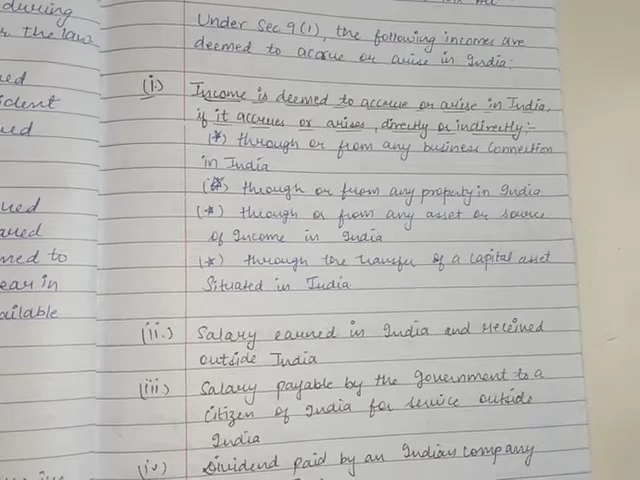 during
the law
ident
med to
ear in
ailable
Under Sec 9(1), the following incomes are
deemed to accrue or arise in India:
(i.) Income is deemed to accrue or arise in India,
if it accrues or arises, directly or indirectly:-
(*) through or from any business connection
in India
(*) through or from any property in India
(*) through or from any asset or source
of Income in India
(*) through the transfer of a capital asset
Situated in India
(ii.) Salary earned in India and received
outside India
(iii) Salary payable by the government to a
citizen of India for service outside
India
(iv) Dividend paid by an Indian company